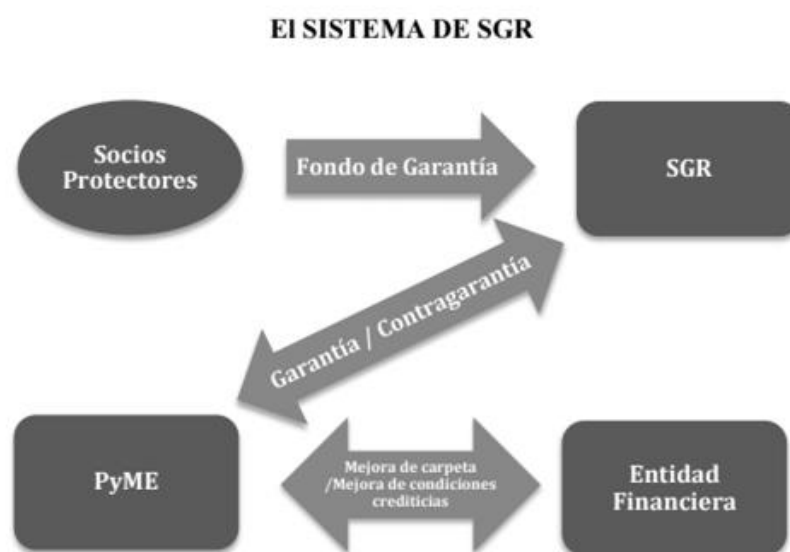 El SISTEMA DE SGR
Socios
Protectores
Fondo de Garantía
SGR
Garantía / Contragarantía
PyME
Mejora de carpeta
/Mejora de condiciones
crediticias
Entidad
Financiera